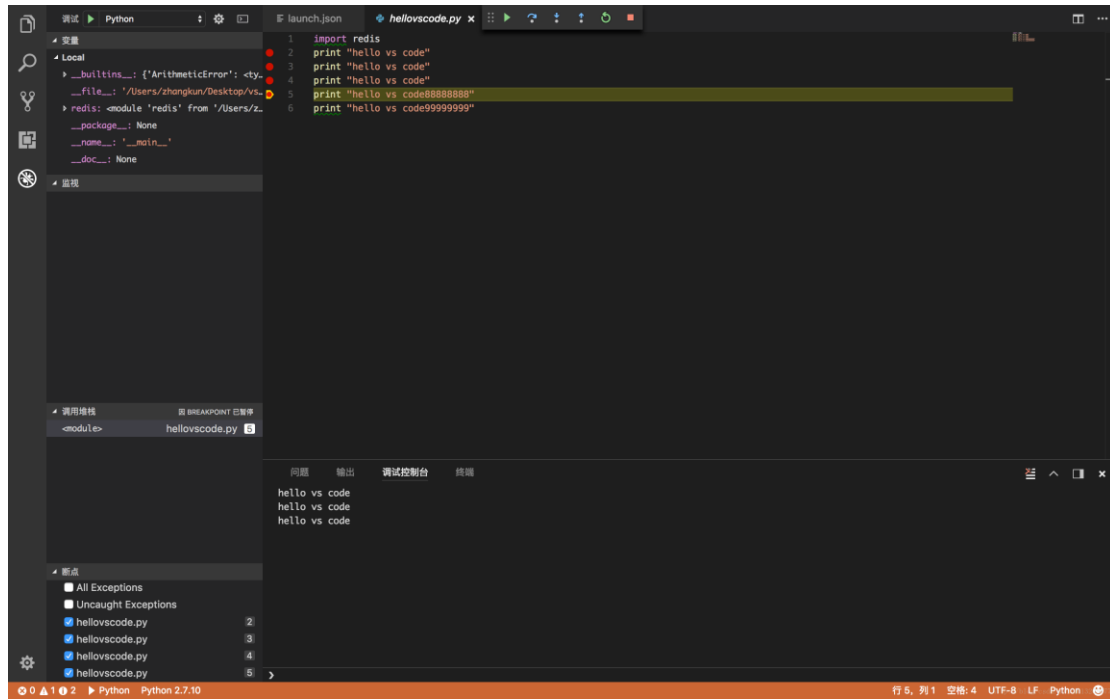 调试 Python
变量
Local
__builtins__: {'ArithmeticError': <ty…
__file__: '/Users/zhangkun/Desktop/vs…
redis: <module 'redis' from '/Users/z…
__package__: None
__name__: '__main__'
__doc__: None
监视
调用堆栈 因 BREAKPOINT 已暂停
<module> hellovscode.py 5
断点
All Exceptions
Uncaught Exceptions
hellovscode.py 2
hellovscode.py 3
hellovscode.py 4
hellovscode.py 5
launch.json hellovscode.py
1 import redis
2 print "hello vs code"
3 print "hello vs code"
4 print "hello vs code"
5 print "hello vs code88888888"
6 print "hello vs code99999999"
问题 输出 调试控制台 终端
hello vs code
hello vs code
hello vs code
0 1 2 Python Python 2.7.10 行 5，列 1 空格: 4 UTF-8 LF Python